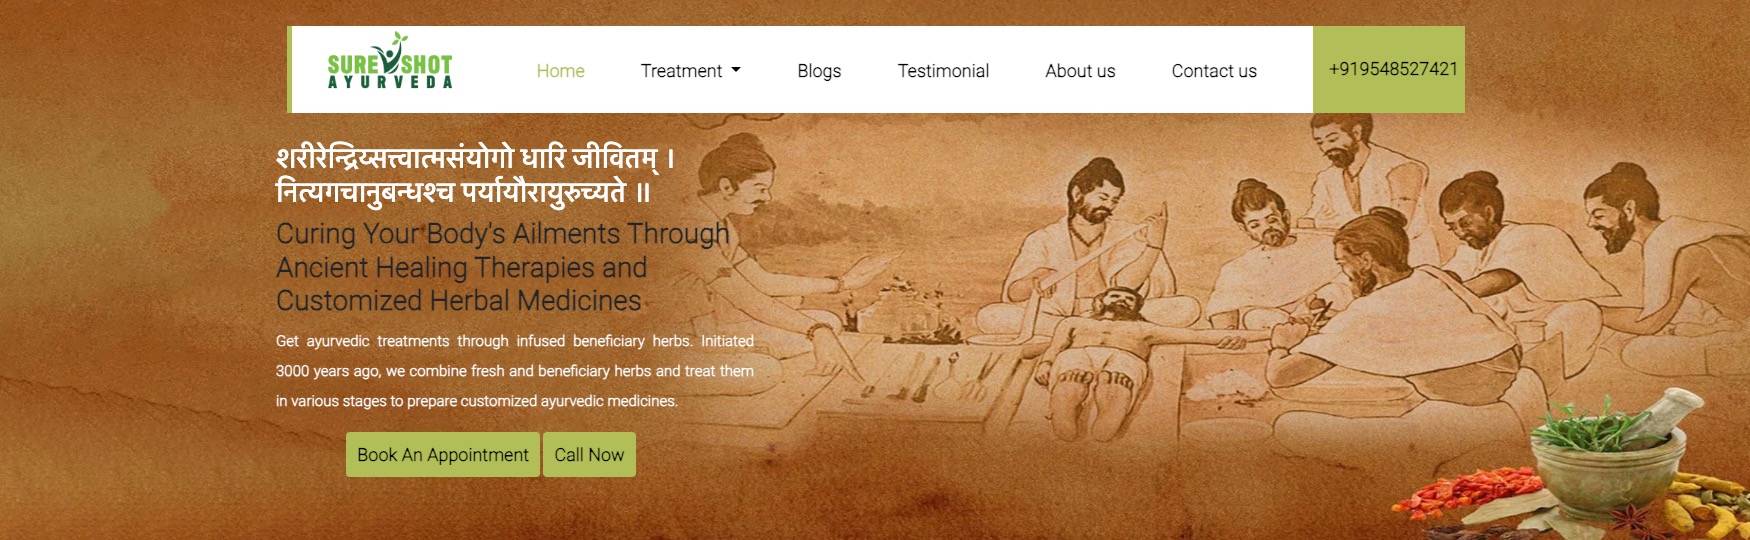 SURE SHOT
AYURVEDA
Home
Treatment
Blogs
Testimonial
About us
Contact us
+919548527421
शरीरेन्द्रिय्सत्त्वात्मसंयोगो धारि जीवितम् ।
नित्यगचानुबन्धश्च पर्यायौरायुरुच्यते ॥
Curing Your Body's Ailments Through
Ancient Healing Therapies and
Customized Herbal Medicines
Get ayurvedic treatments through infused beneficiary herbs. Initiated
3000 years ago, we combine fresh and beneficiary herbs and treat them
in various stages to prepare customized ayurvedic medicines.
Book An Appointment
Call Now